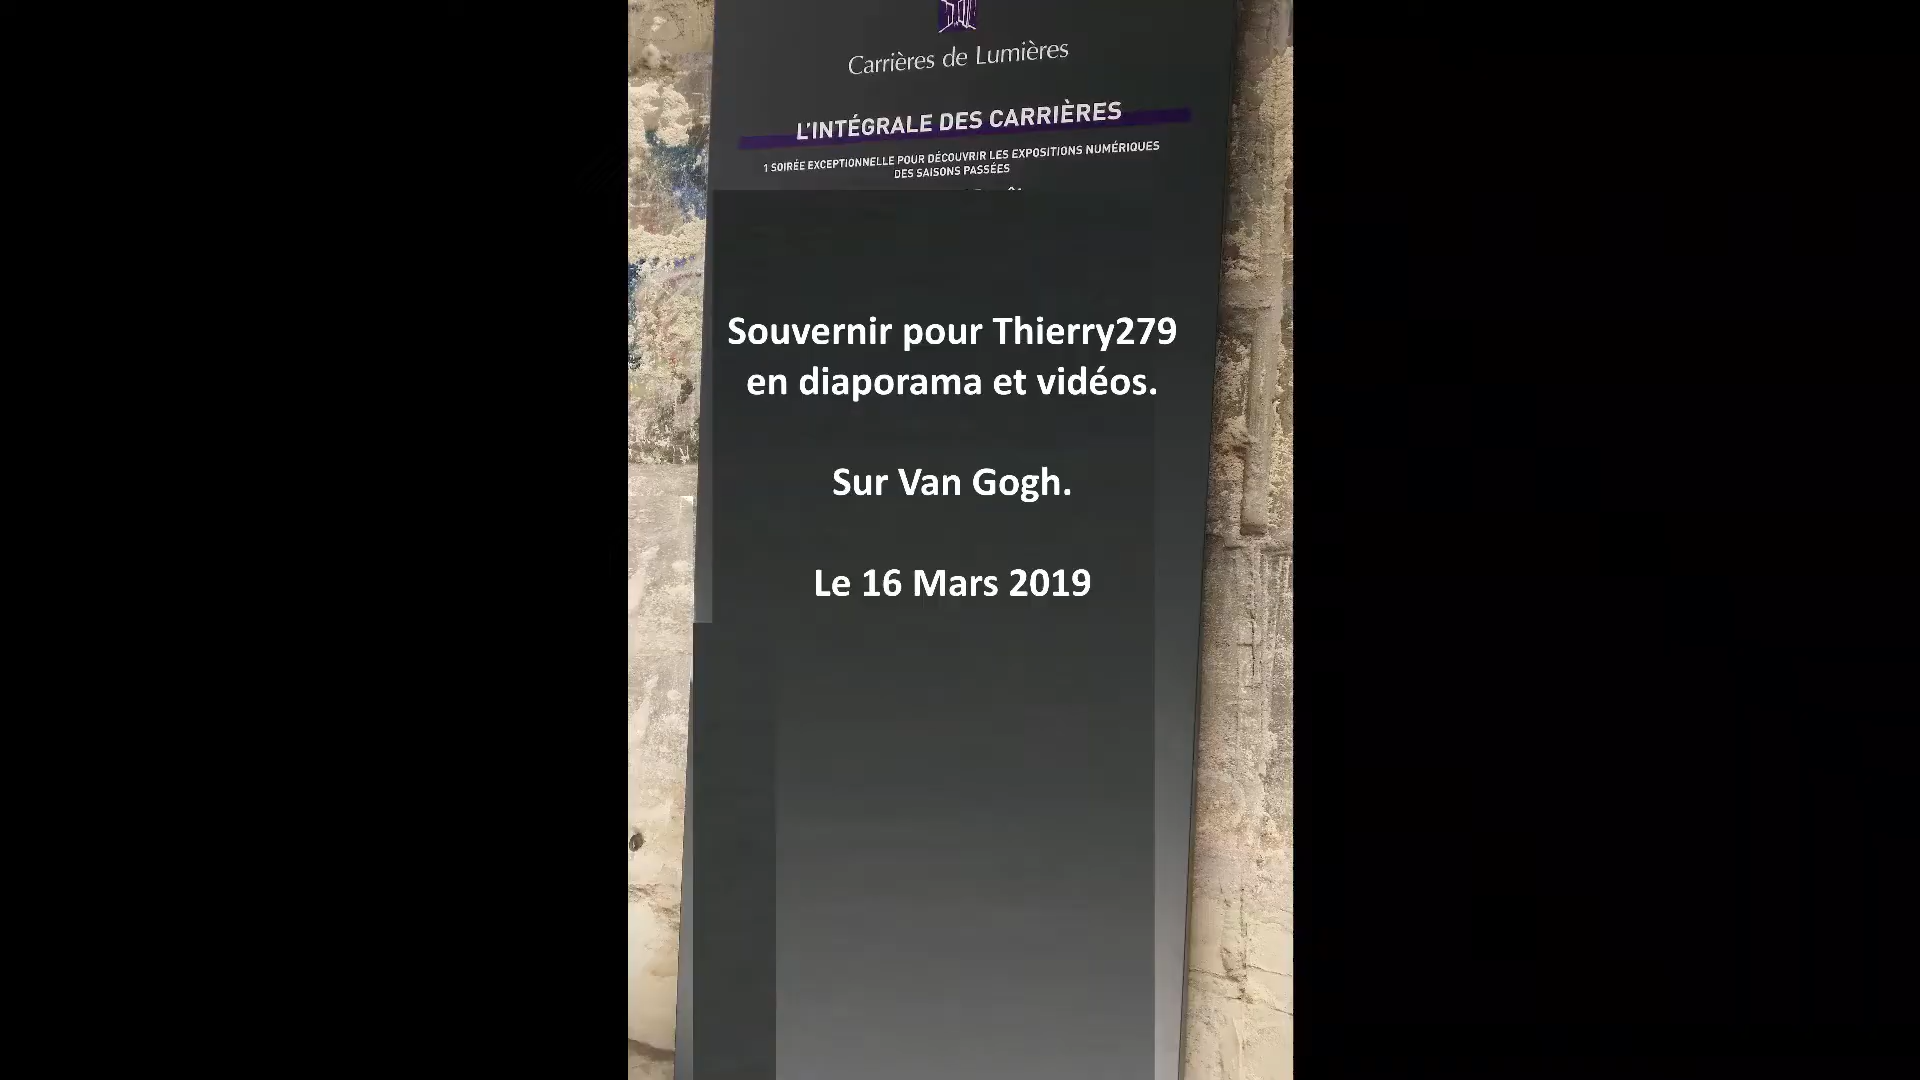 Carrières de Lumières
L'INTÉGRALE DES CARRIÈRES
1 SOIRÉE EXCEPTIONNELLE POUR DÉCOUVRIR LES EXPOSITIONS NUMÉRIQUES
DES SAISONS PASSÉES
Souvernir pour Thierry279
en diaporama et vidéos.
Sur Van Gogh.
Le 16 Mars 2019